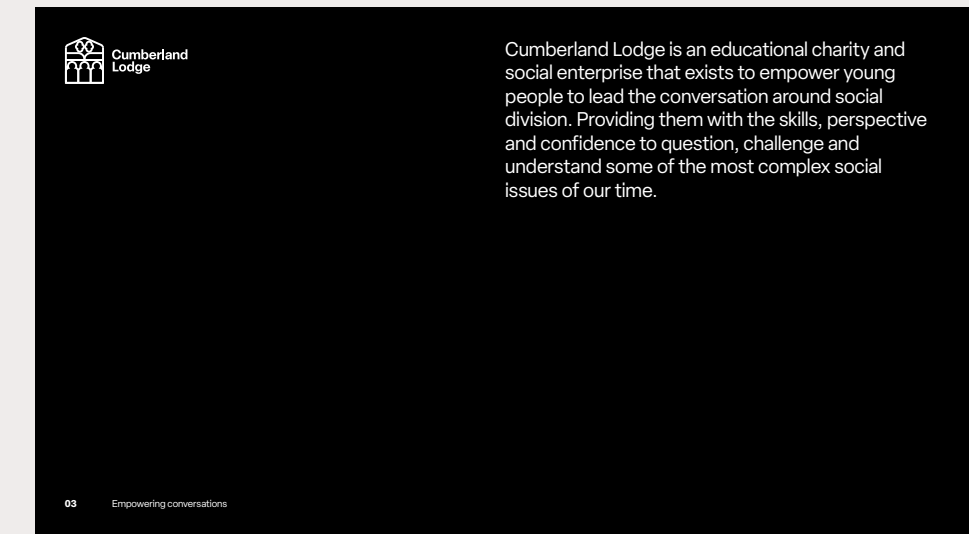 Cumberland
Lodge
Cumberland Lodge is an educational charity and
social enterprise that exists to empower young
people to lead the conversation around social
division. Providing them with the skills, perspective
and confidence to question, challenge and
understand some of the most complex social
issues of our time.
03 Empowering conversations